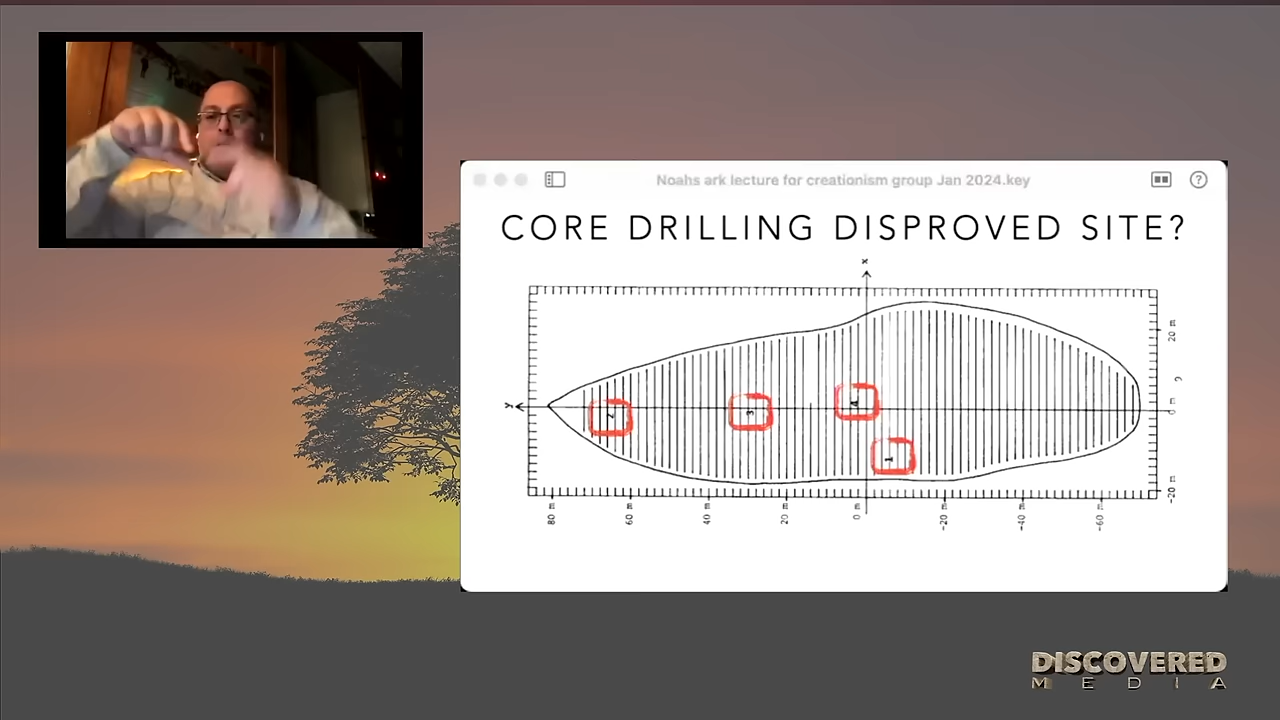 Noahs ark lecture for creationism group Jan 2024.key
?
CORE DRILLING DISPROVED SITE?
x
y
20 m
0 m
-20 m
2
3
4
1
80 m
60 m
40 m
20 m
0 m
-20 m
-40 m
-60 m
DISCOVERED
MEDIA